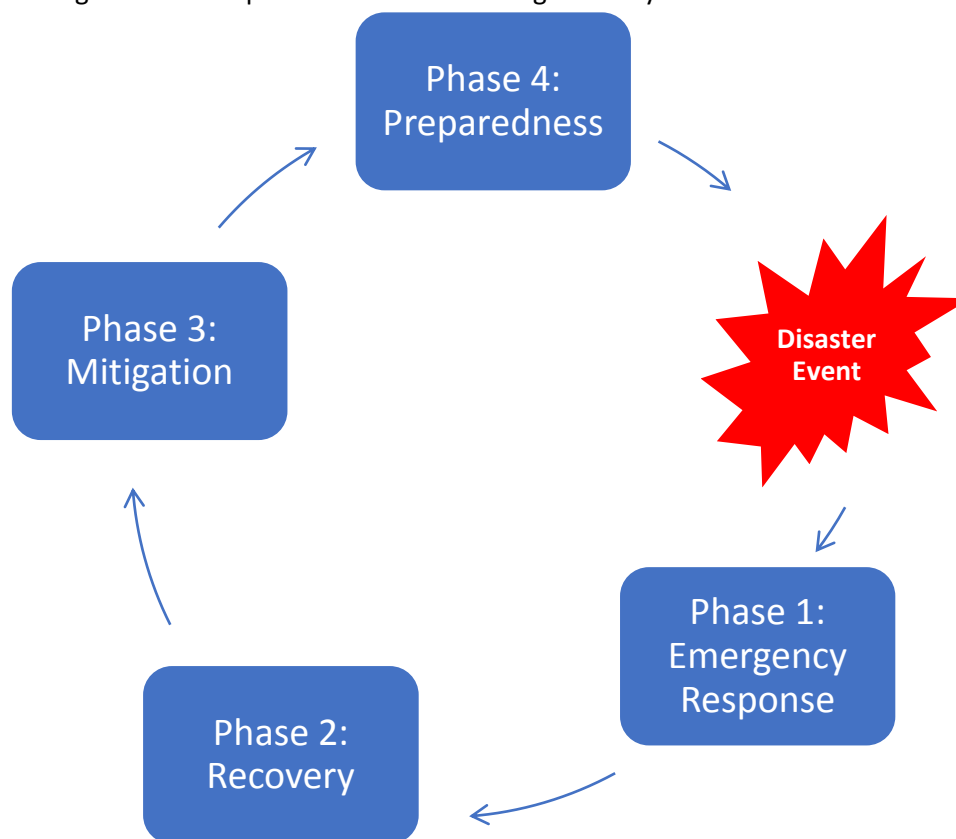 Phase 4:
Preparedness
Phase 3:
Mitigation
Disaster
Event
Phase 1:
Emergency
Response
Phase 2:
Recovery